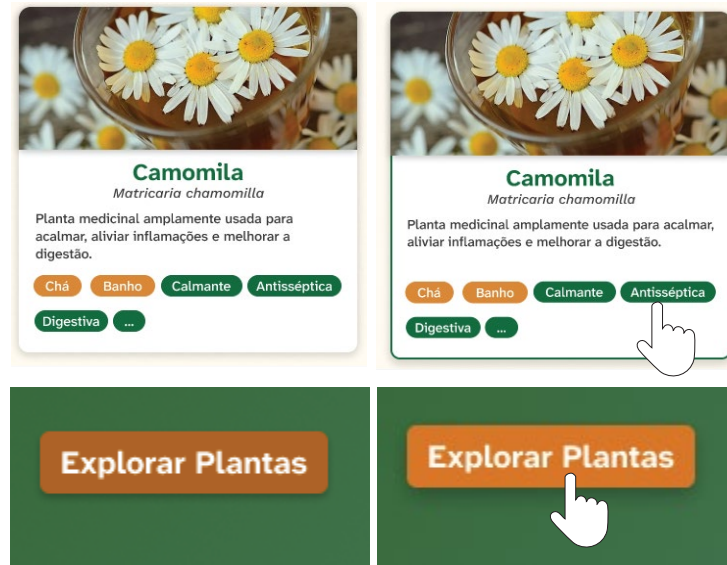 Camomila
Matricaria chamomilla
Planta medicinal amplamente usada para
acalmar, aliviar inflamações e melhorar a
digestão.
Chá Banho Calmante Antisséptica
Digestiva ...
Camomila
Matricaria chamomilla
Planta medicinal amplamente usada para acalmar,
aliviar inflamações e melhorar a digestão.
Chá Banho Calmante Antisséptica
Digestiva ...
Explorar Plantas
Explorar Plantas